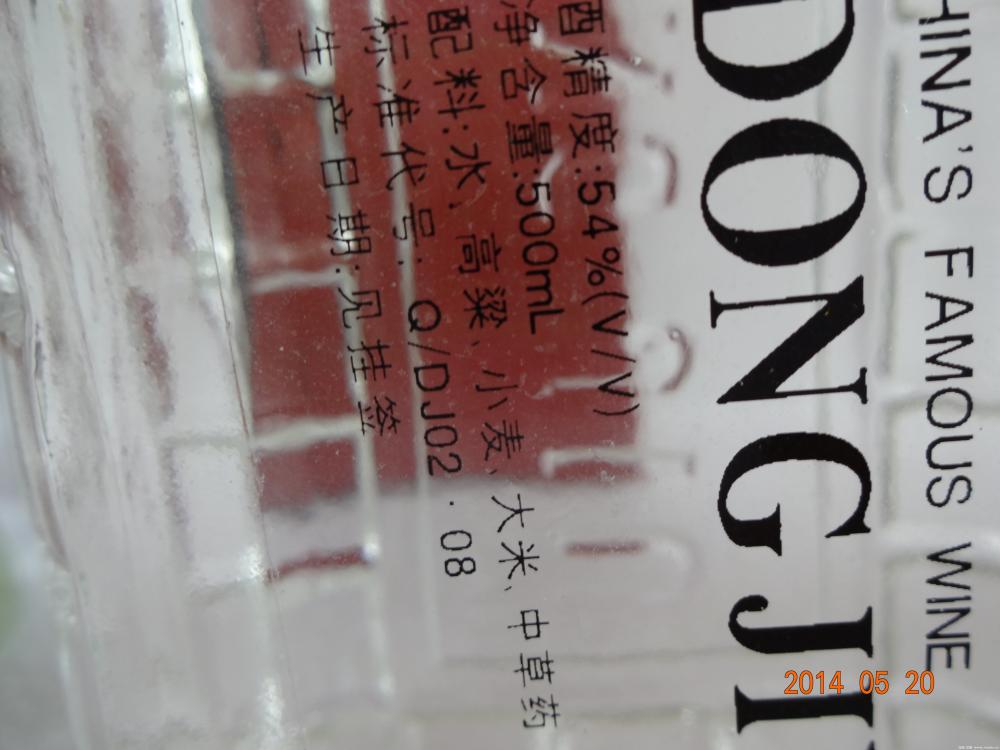 HINA'S FAMOUS WINE
DONGJI
酒精度:54%(V/V)
净含量:500mL
配料:水、高粱、小麦、大米、中草药
标准代号: Q/DJ02·08
生产日期:见挂签
2014 05 20